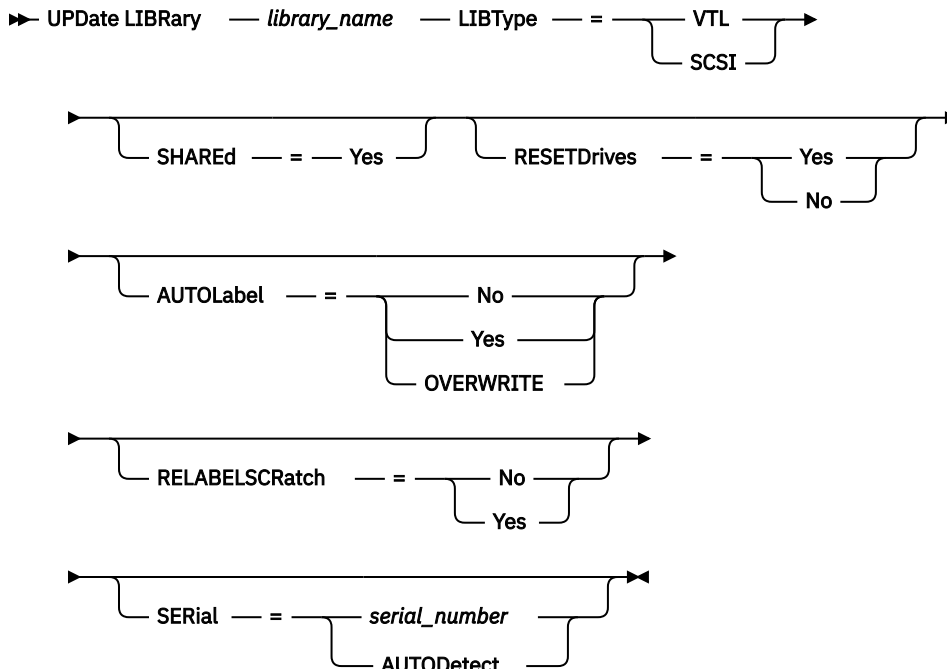 UPDate LIBRary library_name LIBType = VTL
SCSI
SHAREd = Yes RESETDrives = Yes
No
AUTOLabel = No
Yes
OVERWRITE
RELABELSCRatch = No
Yes
SERial = serial_number
AUTODetect